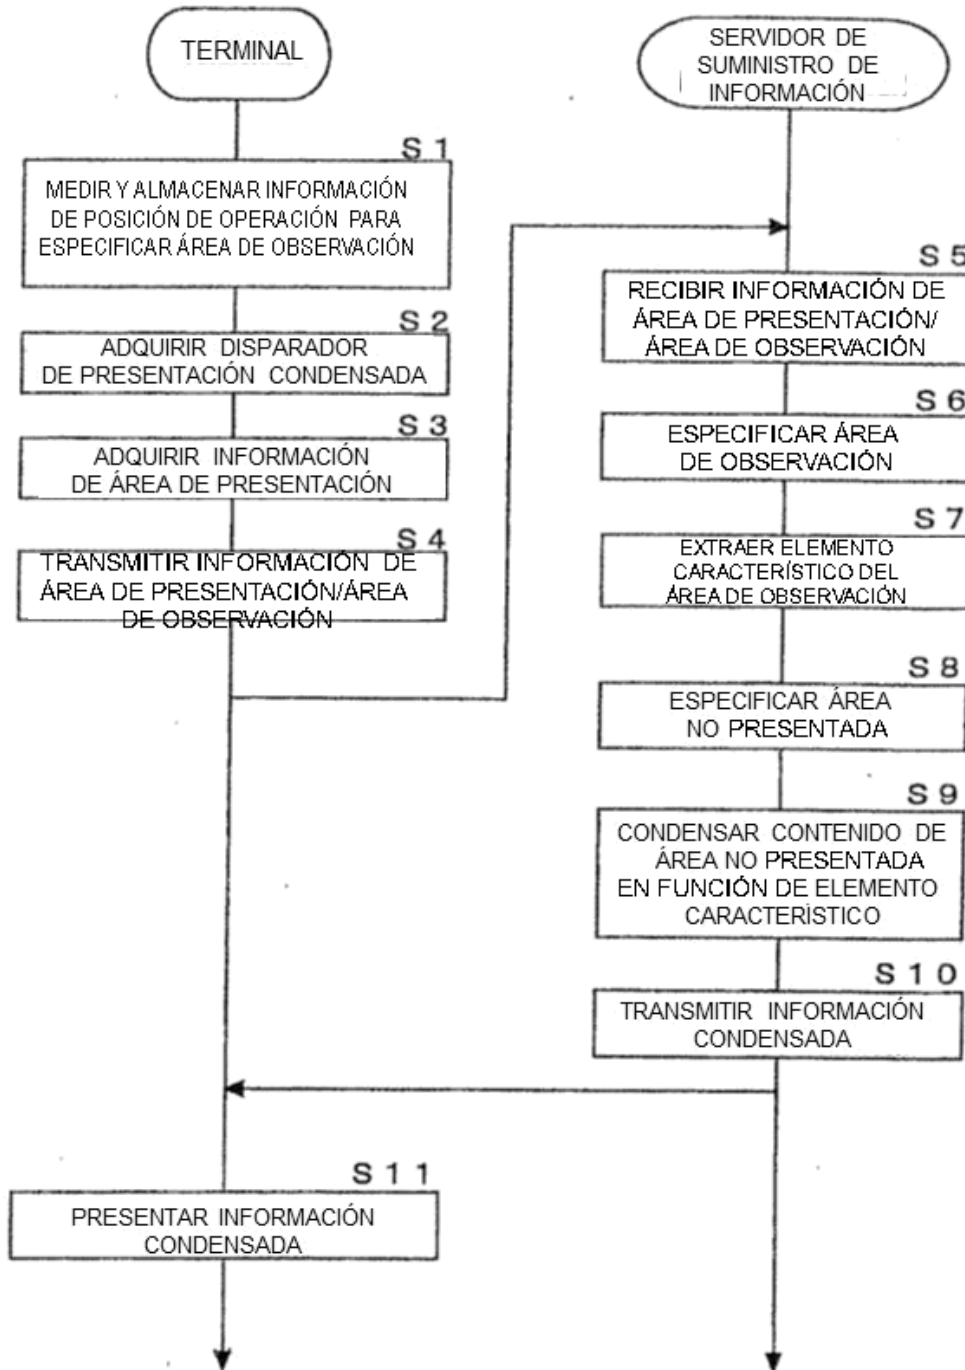 TERMINAL
S 1
MEDIR Y ALMACENAR INFORMACIÓN
DE POSICIÓN DE OPERACIÓN PARA
ESPECIFICAR ÁREA DE OBSERVACIÓN
S 2
ADQUIRIR DISPARADOR
DE PRESENTACIÓN CONDENSADA
S 3
ADQUIRIR INFORMACIÓN
DE ÁREA DE PRESENTACIÓN
S 4
TRANSMITIR INFORMACIÓN DE
ÁREA DE PRESENTACIÓN/ÁREA
DE OBSERVACIÓN
SERVIDOR DE
SUMINISTRO DE
INFORMACIÓN
S 5
RECIBIR INFORMACIÓN DE
ÁREA DE PRESENTACIÓN/
ÁREA DE OBSERVACIÓN
S 6
ESPECIFICAR ÁREA
DE OBSERVACIÓN
S 7
EXTRAER ELEMENTO
CARACTERÍSTICO DEL
ÁREA DE OBSERVACIÓN
S 8
ESPECIFICAR ÁREA
NO PRESENTADA
S 9
CONDENSAR CONTENIDO DE
ÁREA NO PRESENTADA
EN FUNCIÓN DE ELEMENTO
CARACTERÍSTICO
S 1 0
TRANSMITIR INFORMACIÓN
CONDENSADA
S 1 1
PRESENTAR INFORMACIÓN
CONDENSADA